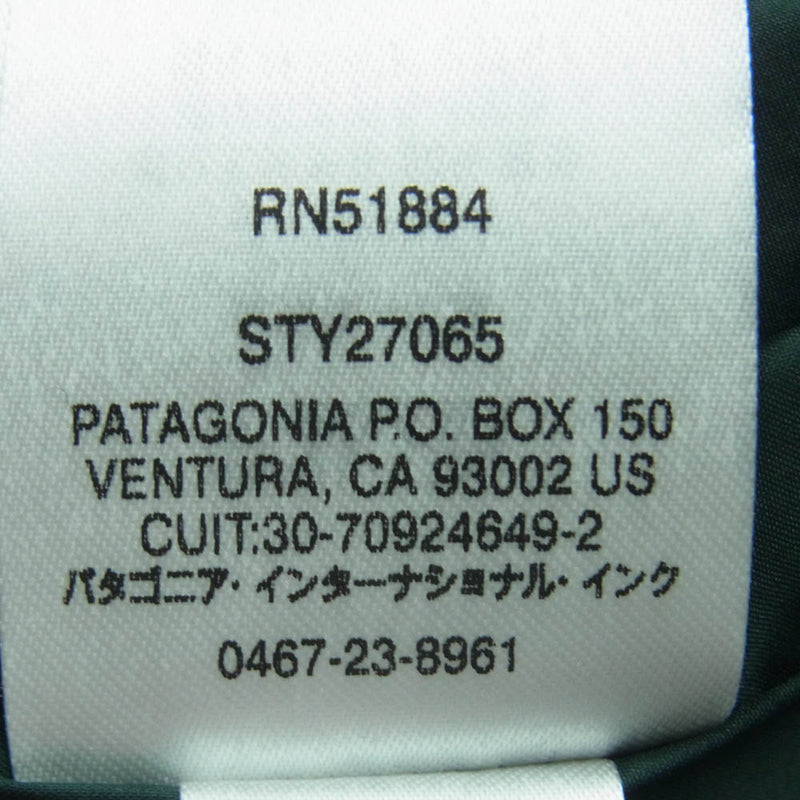 RN51884
STY27065
PATAGONIA P.O. BOX 150
VENTURA, CA 93002 US
CUIT:30-70924649-2
パタゴニア・インターナショナル・インク
0467-23-8961